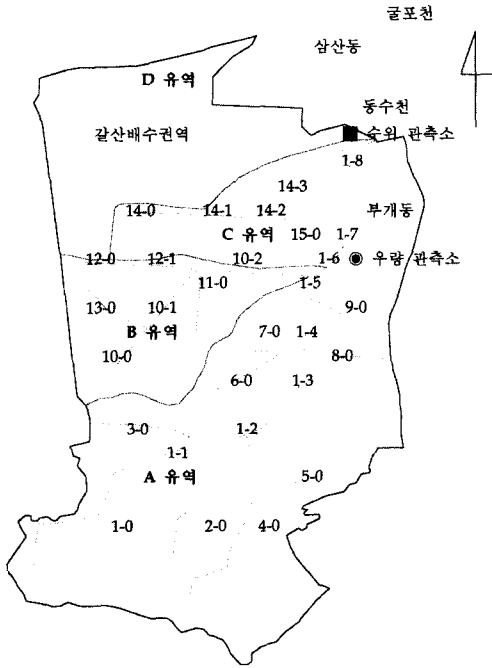 굴포천
삼산동
D 유역
동수천
갈산배수권역
수위 관측소
1-8
14-3
14-0 14-1 14-2 부개동
C 유역 15-0 1-7
12-0 12-1 10-2 1-6 우량 관측소
11-0 1-5
13-0 10-1 9-0
B 유역 7-0 1-4
10-0 8-0
6-0 1-3
3-0 1-2
1-1
A 유역 5-0
1-0 2-0 4-0